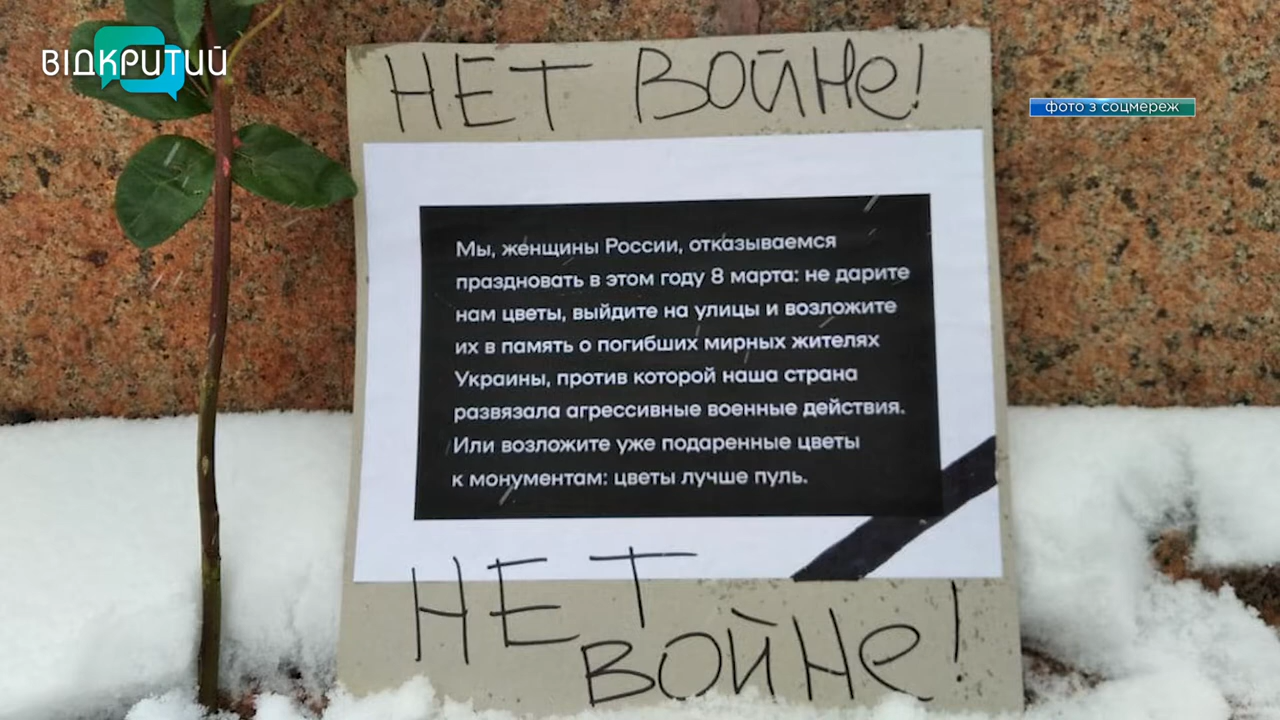 ВІДКРИТИЙ
фото з соцмереж
НЕТ ВОЙНЕ!
Мы, женщины России, отказываемся
праздновать в этом году 8 марта: не дарите
нам цветы, выйдите на улицы и возложите
их в память о погибших мирных жителях
Украины, против которой наша страна
развязала агрессивные военные действия.
Или возложите уже подаренные цветы
к монументам: цветы лучше пуль.
НЕТ
ВОЙНЕ!